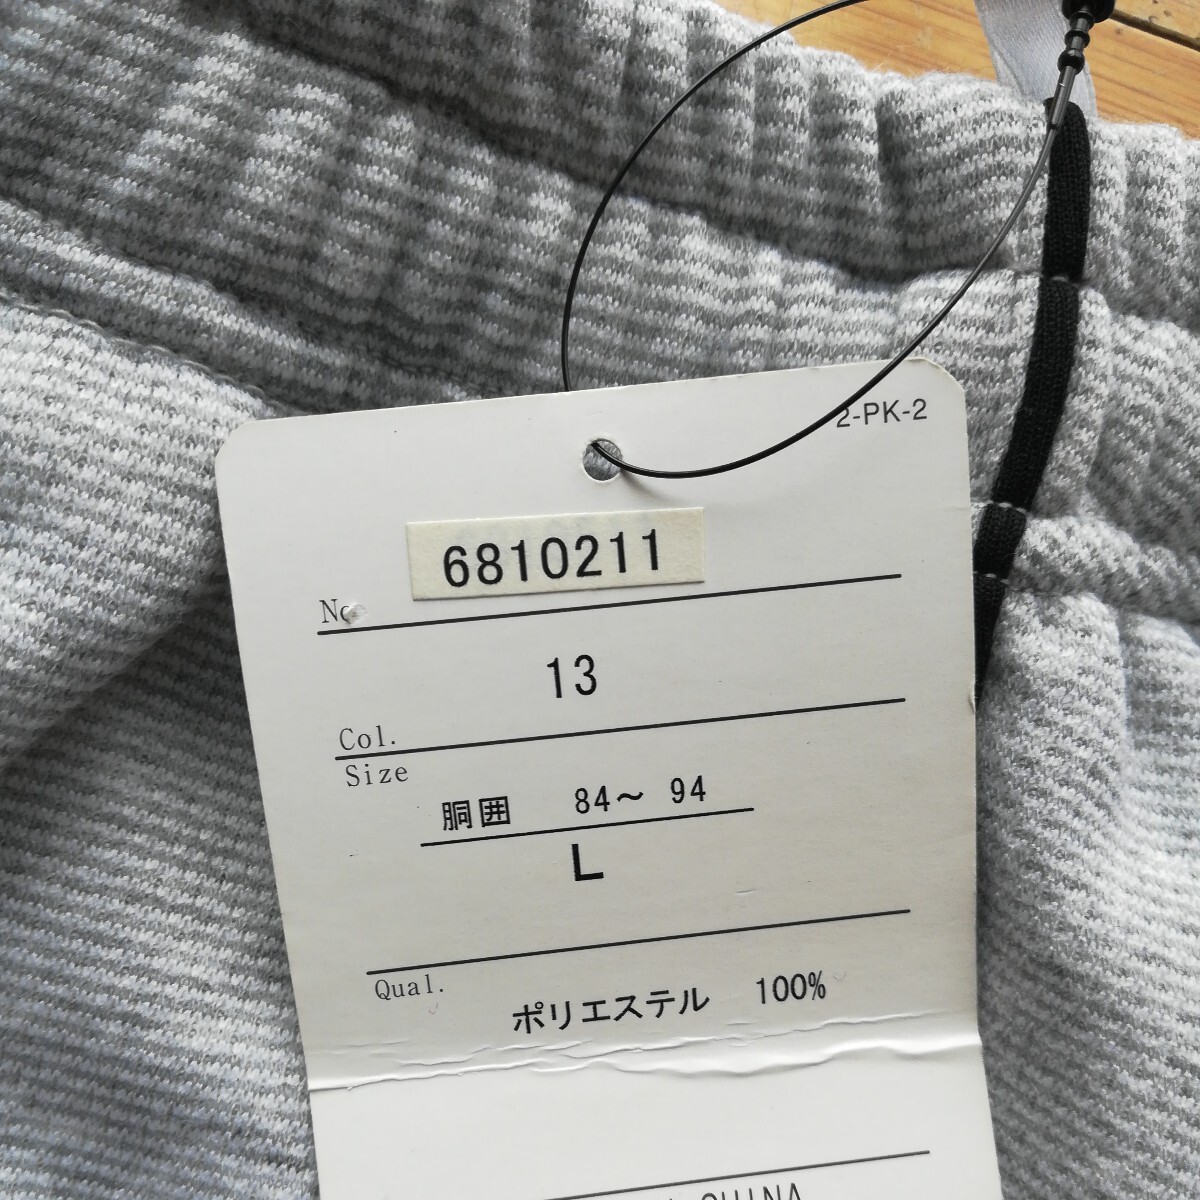 2-PK-2
6810211
No
13
Col.
Size
胴囲 84～ 94
L
Qual.
ポリエステル 100%
CHINA